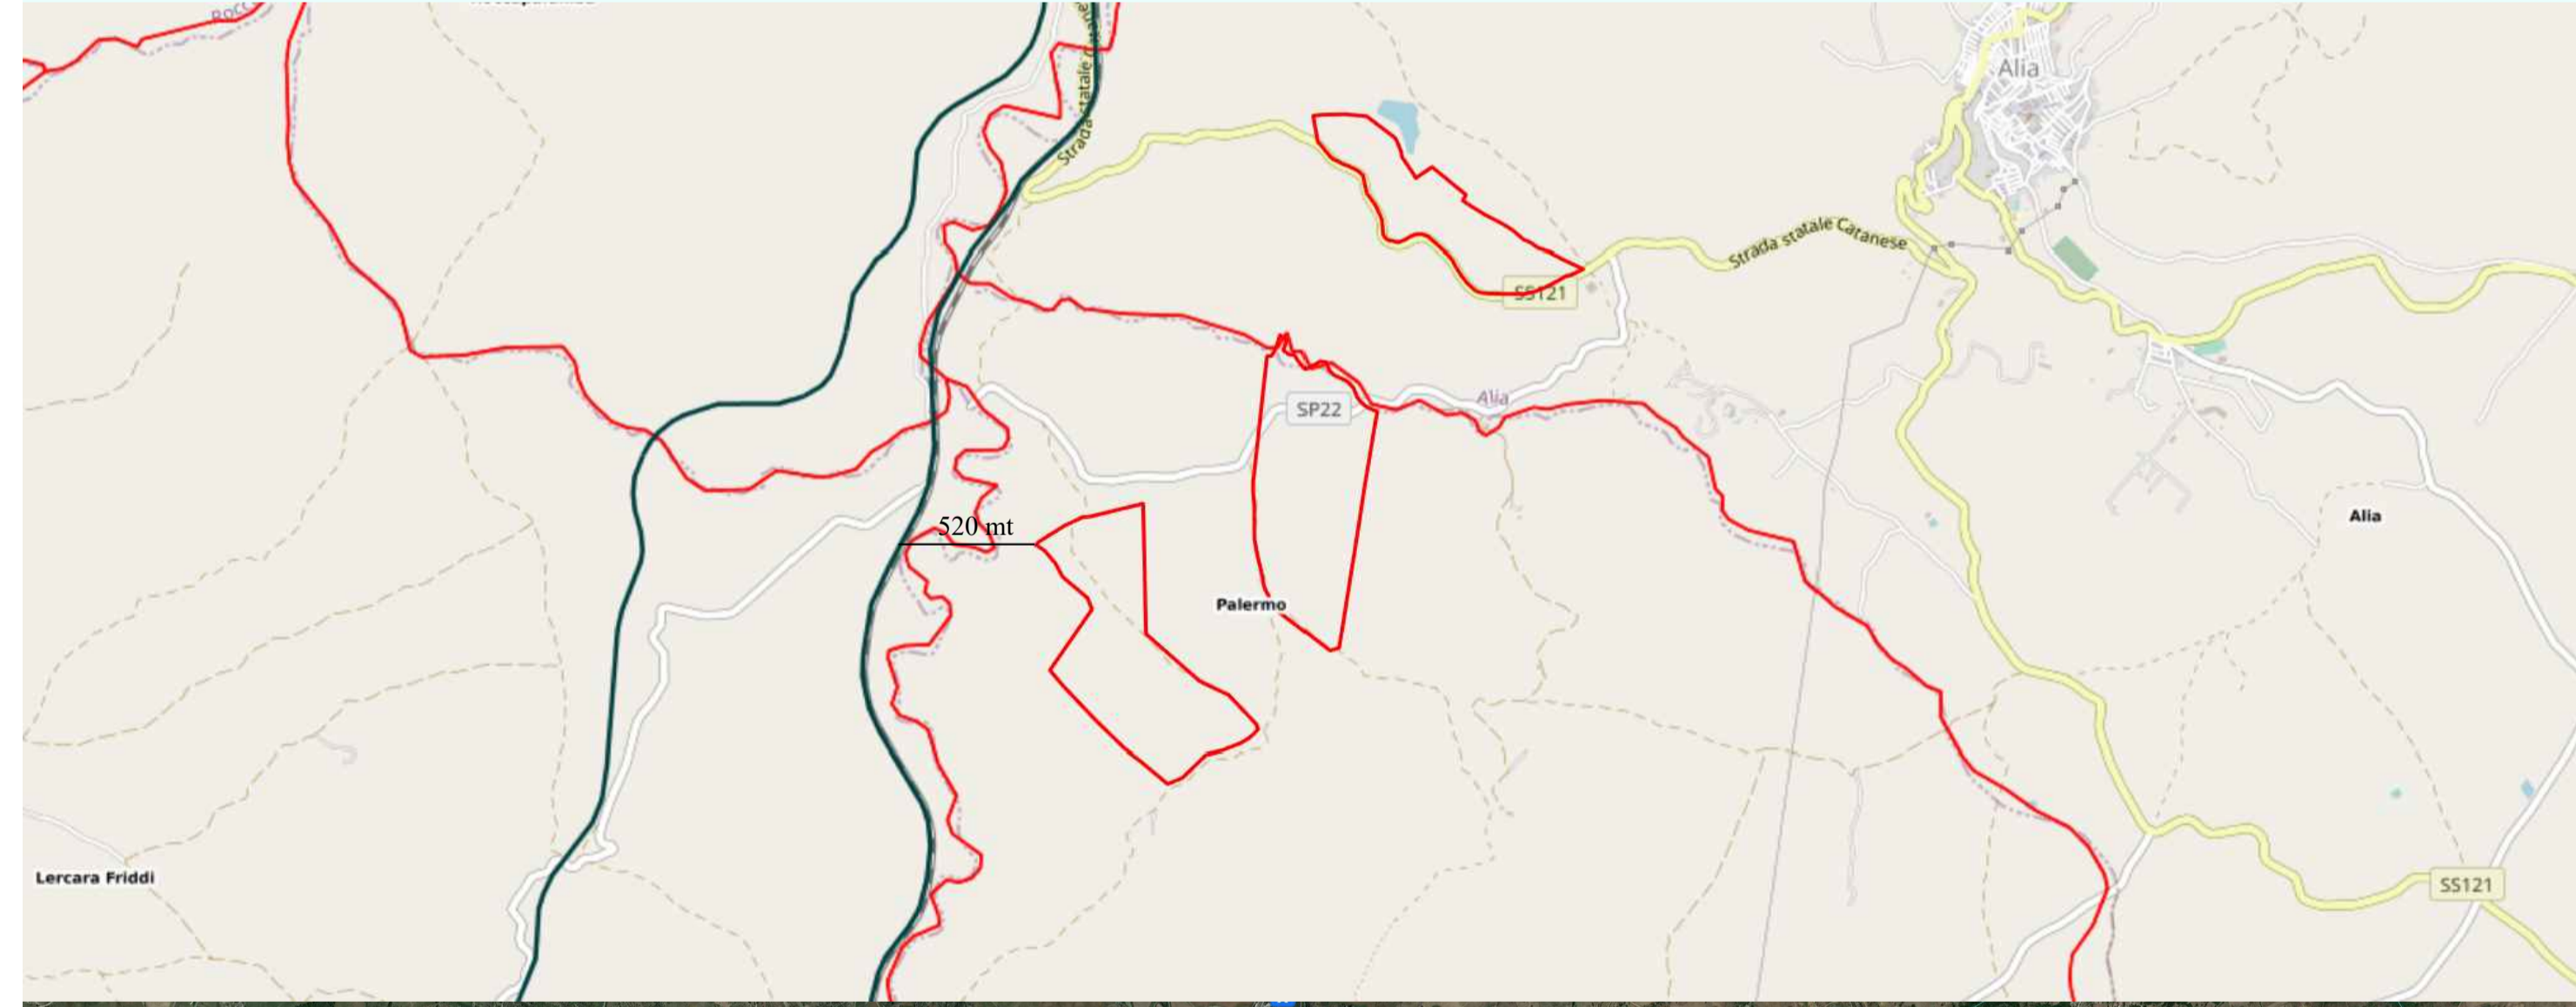 Alia
Strada statale Catanese
Strada statale Catanese
SS121
Alia
SP22
Alia
520 mt
Palermo
Lercara Friddi
SS121